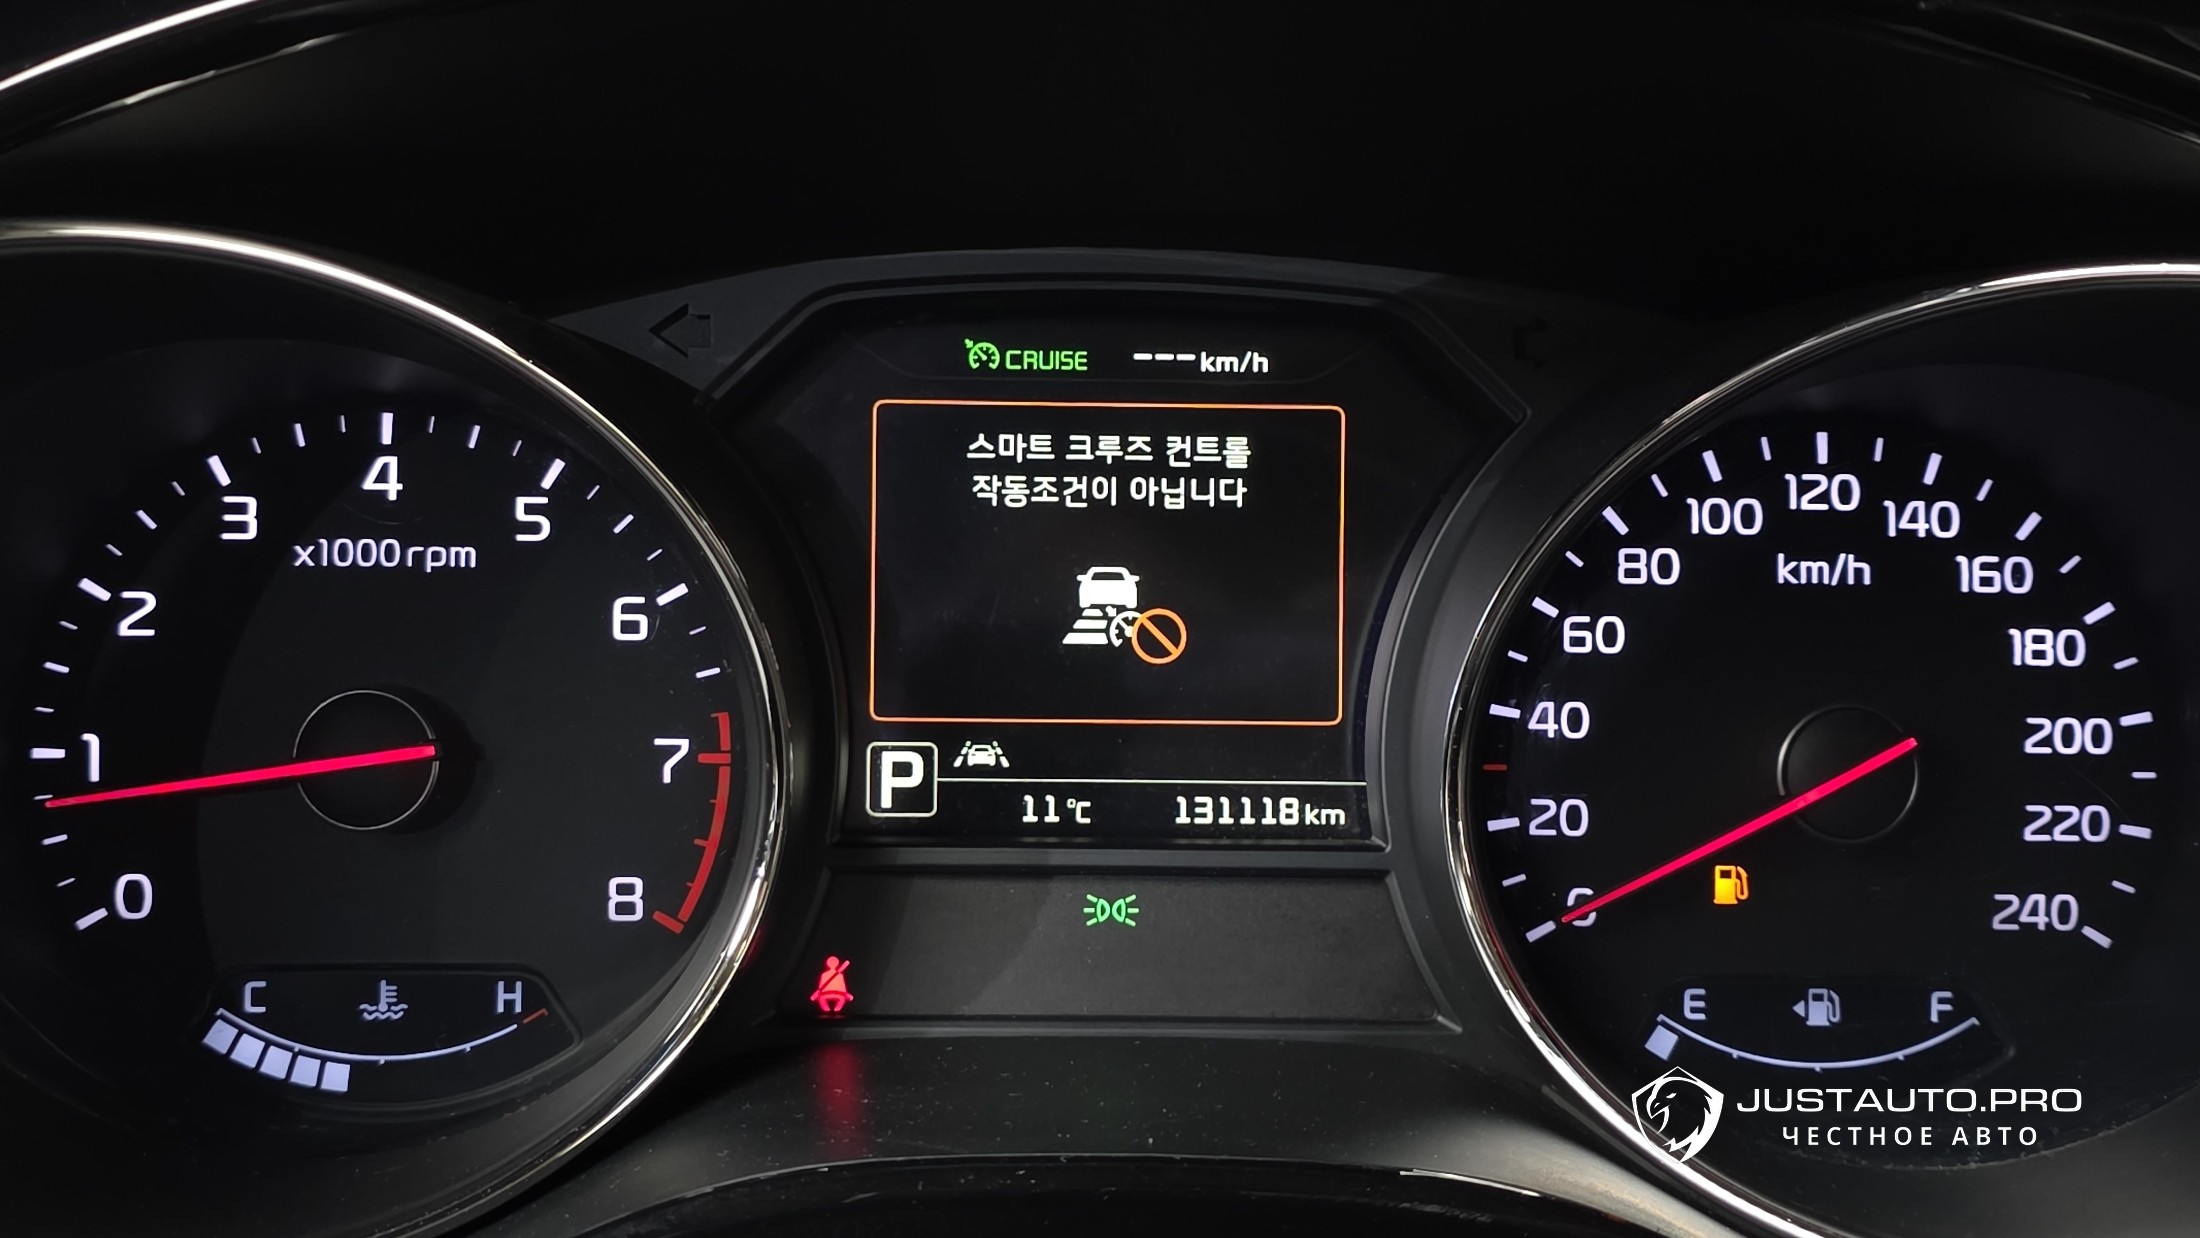 CRUISE ---km/h
스마트 크루즈 컨트롤
작동조건이 아닙니다
P
11℃ 131118km
0 1 2 3 4 5 6 7 8
x1000rpm
C H
0 20 40 60 80 100 120 140 160 180 200 220 240
km/h
E F
JUSTAUTO.PRO
ЧЕСТНОЕ АВТО